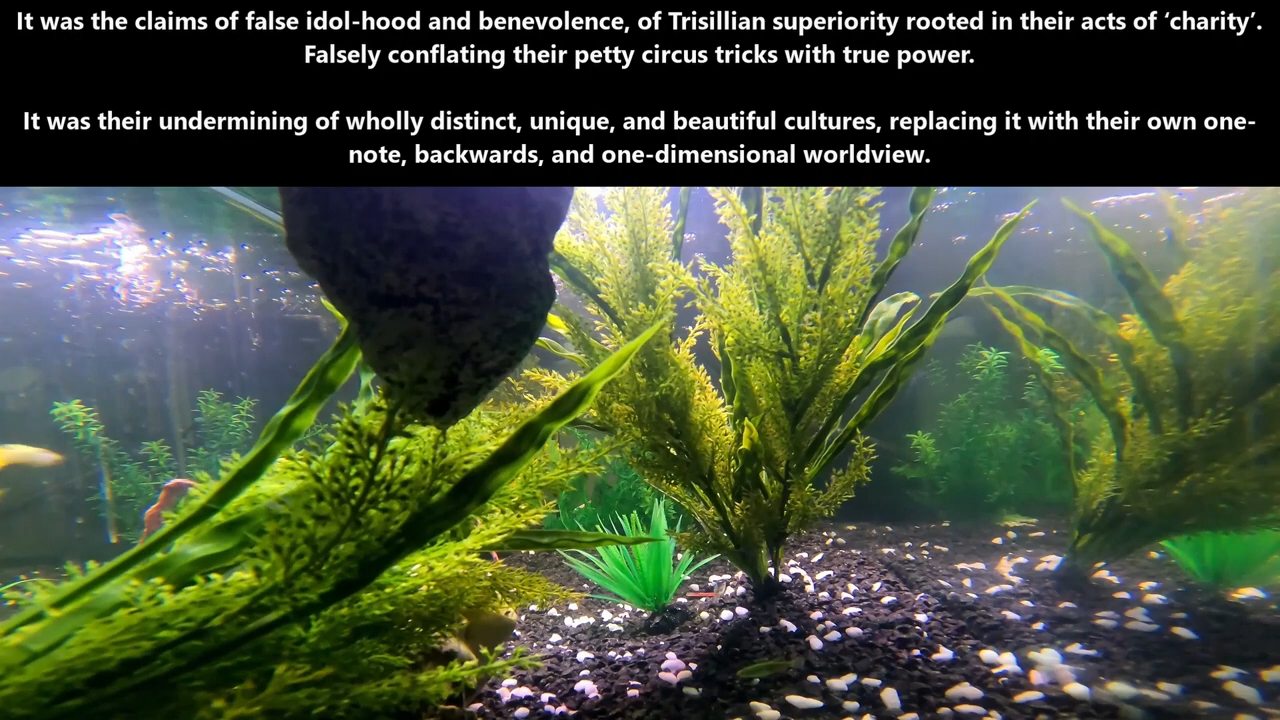 It was the claims of false idol-hood and benevolence, of Trisillian superiority rooted in their acts of ‘charity’.
Falsely conflating their petty circus tricks with true power.
It was their undermining of wholly distinct, unique, and beautiful cultures, replacing it with their own one-
note, backwards, and one-dimensional worldview.